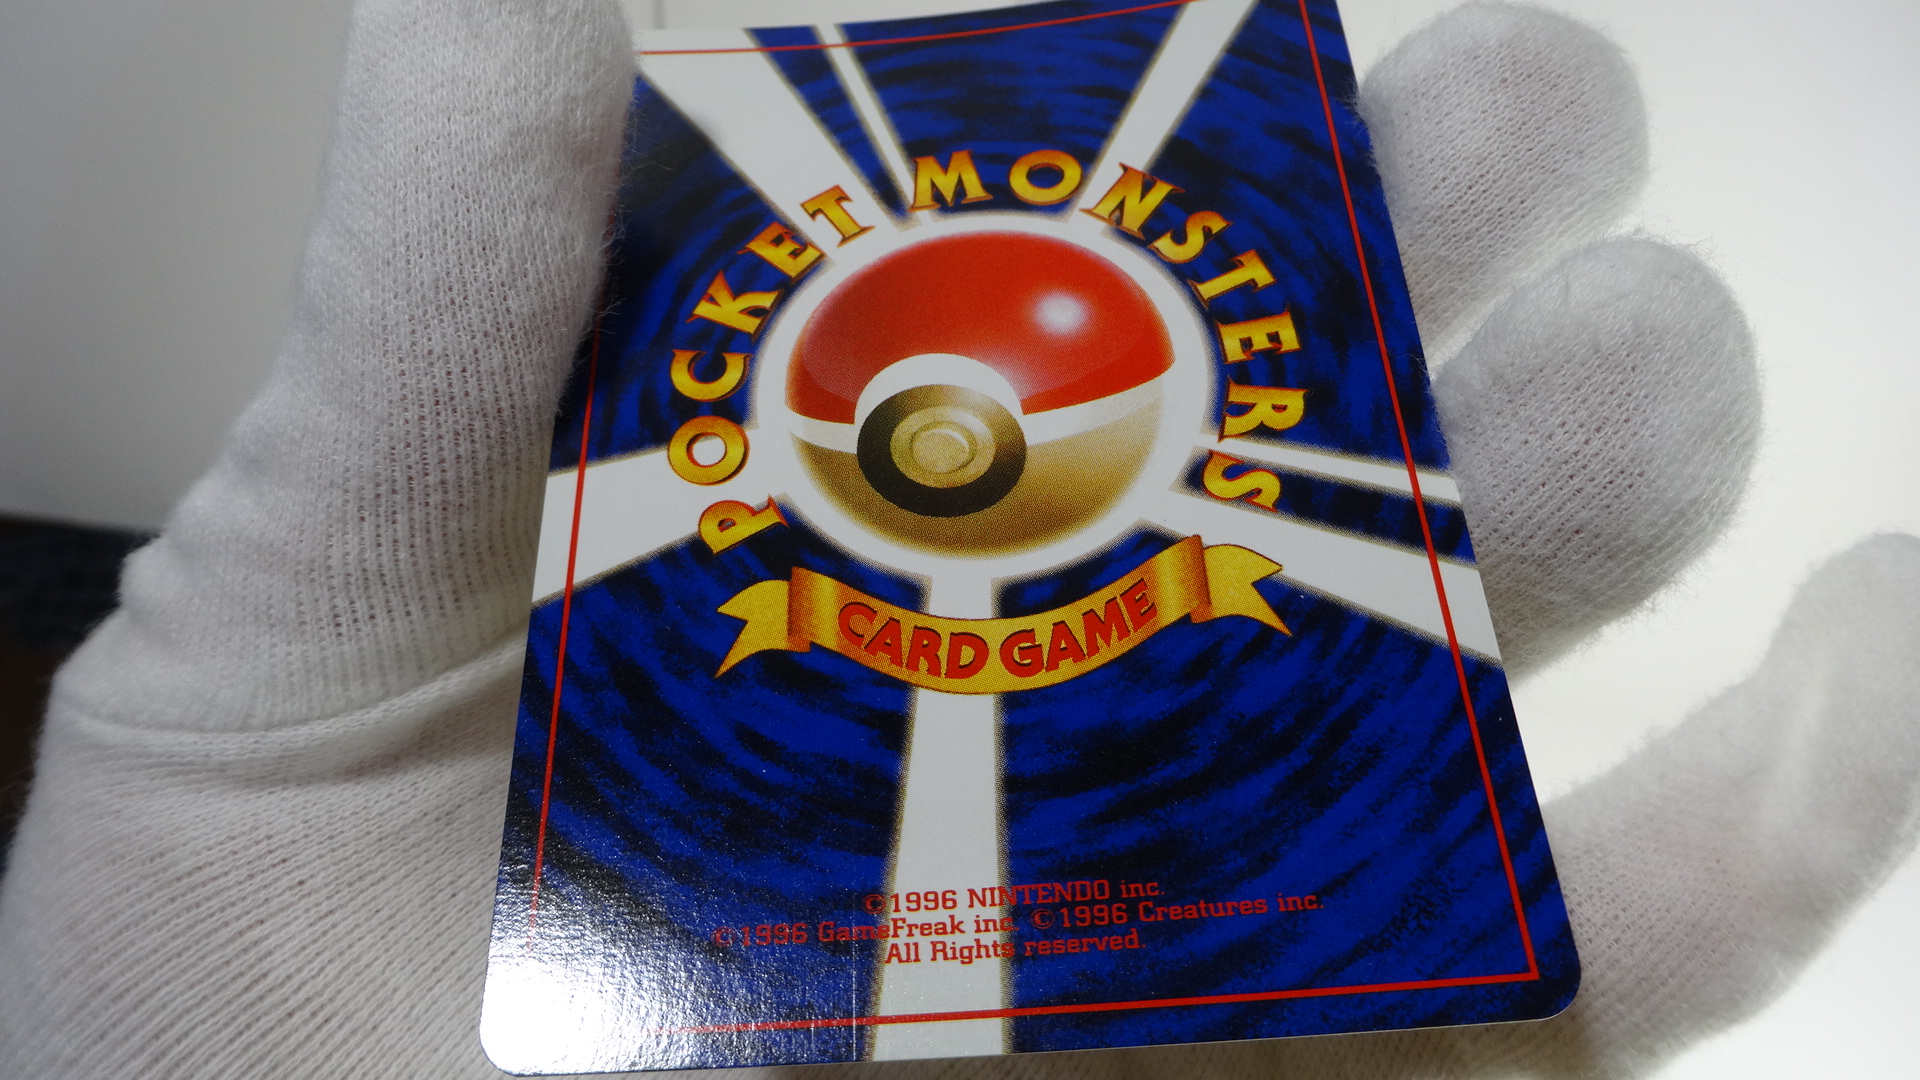 POCKET MONSTERS
CARD GAME
©1996 NINTENDO inc.
©1996 GameFreak inc. ©1996 Creatures inc.
All Rights reserved.